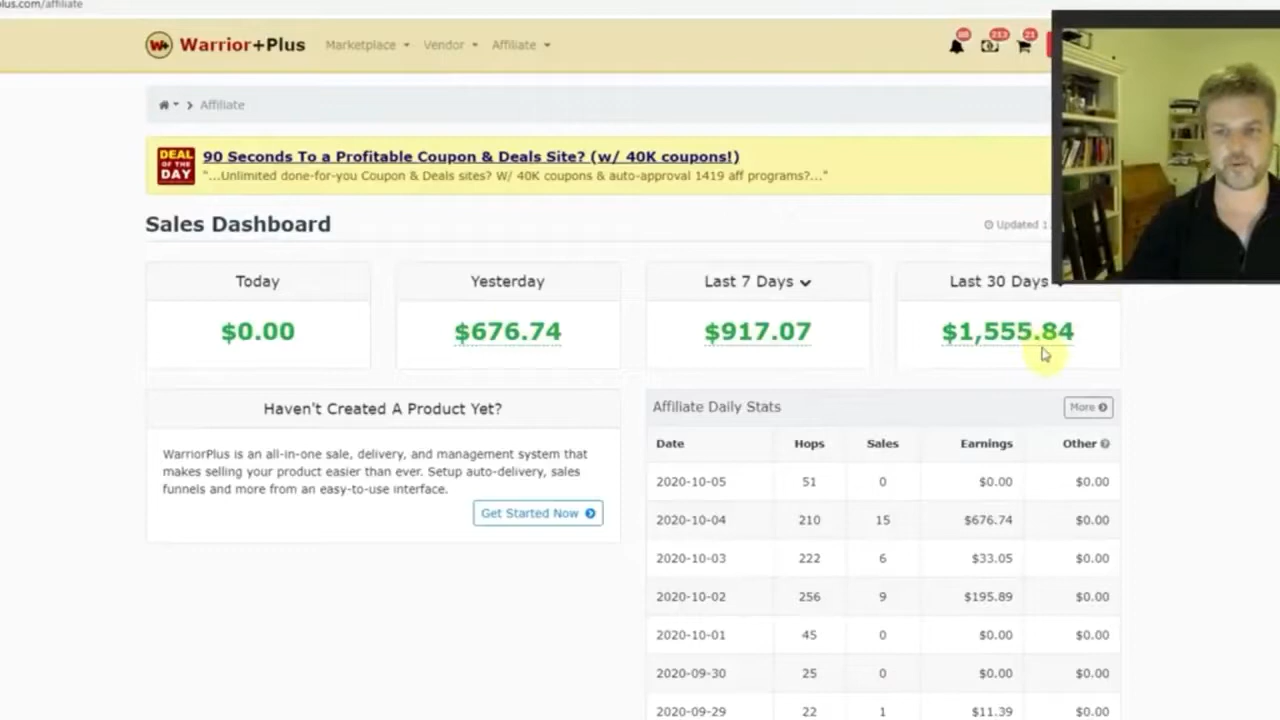 plus.com/affiliate
W+ Warrior+Plus Marketplace Vendor Affiliate 213 21
Affiliate
DEAL OF THE DAY
90 Seconds To a Profitable Coupon & Deals Site? (w/ 40K coupons!)
"...Unlimited done-for-you Coupon & Deals sites? W/ 40K coupons & auto-approval 1419 aff programs?..."
Sales Dashboard
Updated 1
Today Yesterday Last 7 Days Last 30 Days
$0.00 $676.74 $917.07 $1,555.84
Haven't Created A Product Yet?
WarriorPlus is an all-in-one sale, delivery, and management system that
makes selling your product easier than ever. Setup auto-delivery, sales
funnels and more from an easy-to-use interface.
Get Started Now
Affiliate Daily Stats More
Date Hops Sales Earnings Other
2020-10-05 51 0 $0.00 $0.00
2020-10-04 210 15 $676.74 $0.00
2020-10-03 222 6 $33.05 $0.00
2020-10-02 256 9 $195.89 $0.00
2020-10-01 45 0 $0.00 $0.00
2020-09-30 25 0 $0.00 $0.00
2020-09-29 22 1 $11.39 $0.00